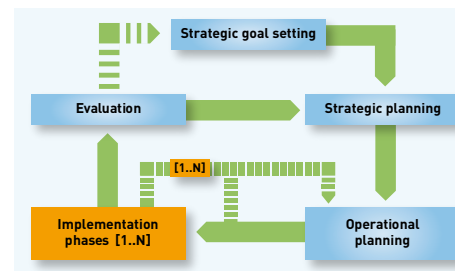 Strategic goal setting
Evaluation
Strategic planning
[1..N]
Implementation
phases [1..N]
Operational
planning